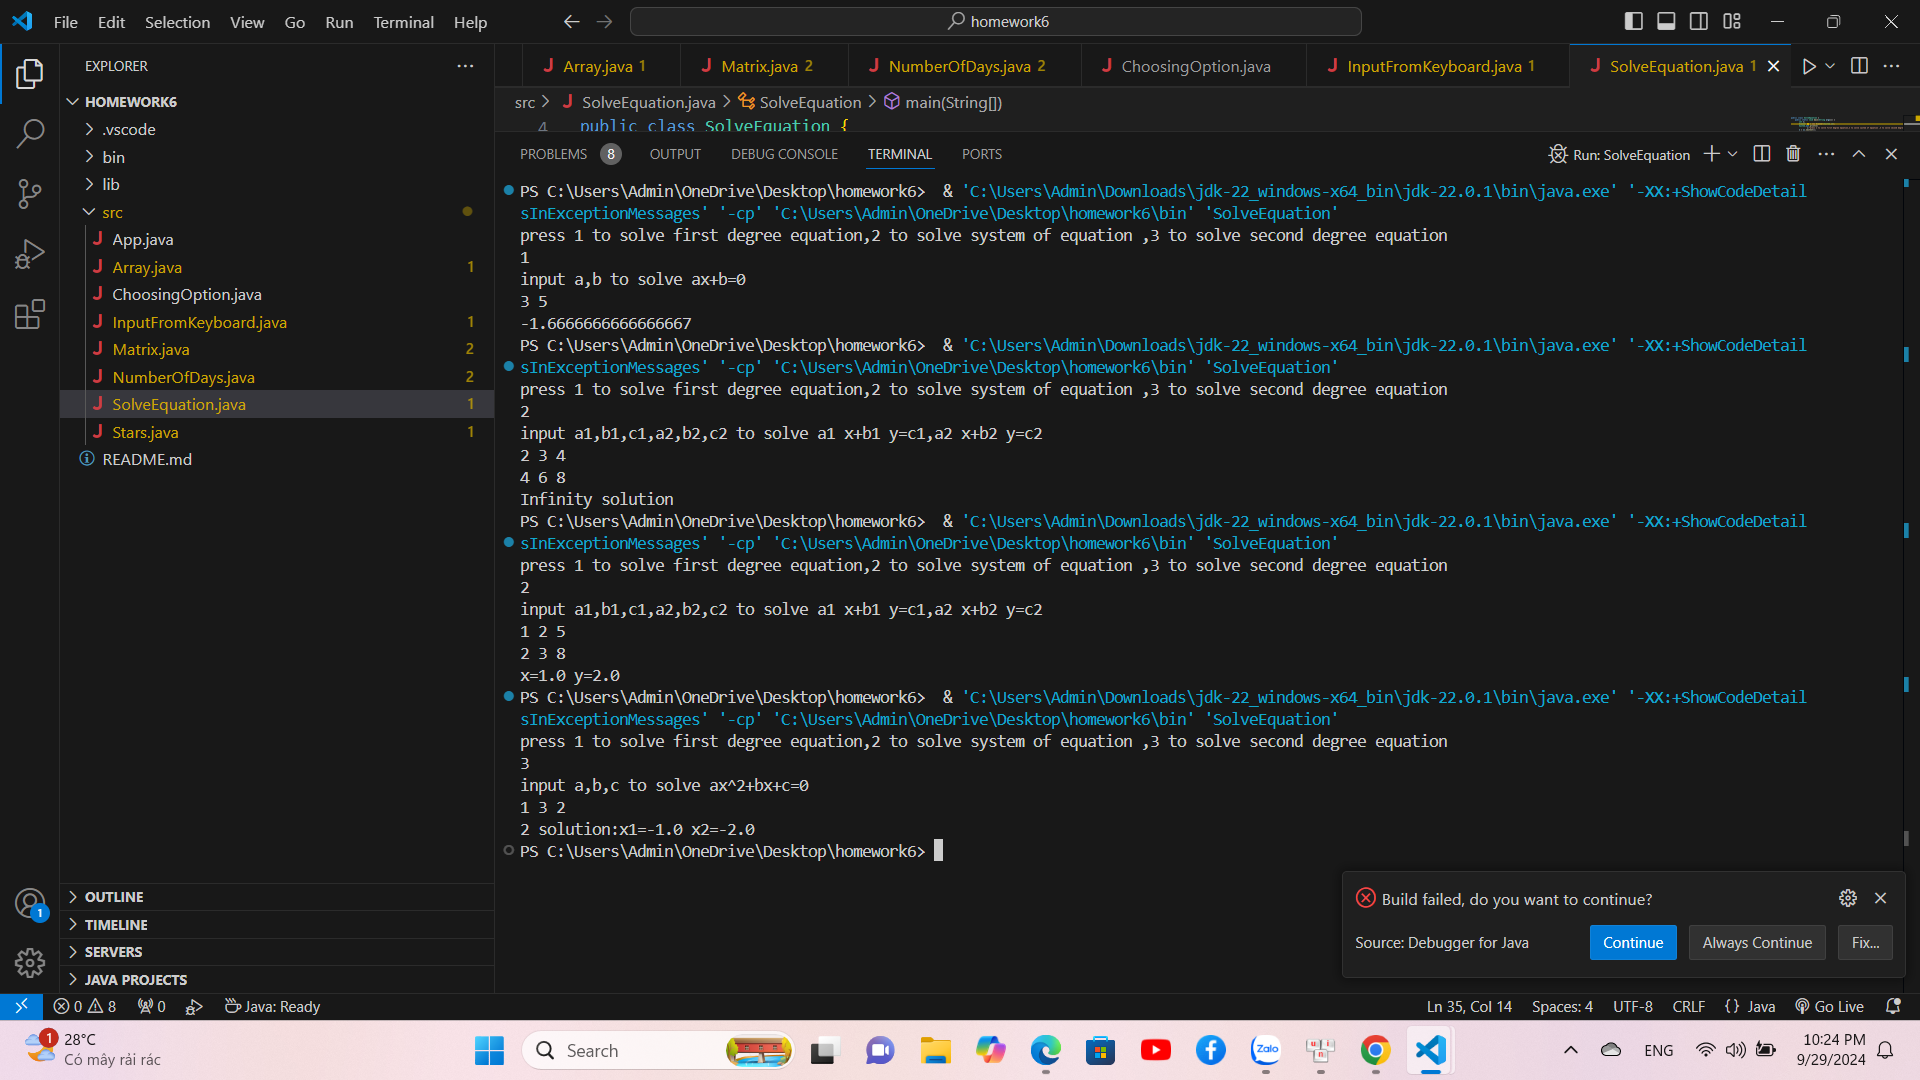 File Edit Selection View Go Run Terminal Help
homework6
EXPLORER
HOMEWORK6
.vscode
bin
lib
src
App.java
Array.java 1
ChoosingOption.java
InputFromKeyboard.java 1
Matrix.java 2
NumberOfDays.java 2
SolveEquation.java 1
Stars.java 1
README.md
OUTLINE
TIMELINE
SERVERS
JAVA PROJECTS
1
Array.java 1 Matrix.java 2 NumberOfDays.java 2 ChoosingOption.java InputFromKeyboard.java 1 SolveEquation.java 1
src > SolveEquation.java > SolveEquation > main(String[])
4 public class SolveEquation {
PROBLEMS 8 OUTPUT DEBUG CONSOLE TERMINAL PORTS Run: SolveEquation
PS C:\Users\Admin\OneDrive\Desktop\homework6> & 'C:\Users\Admin\Downloads\jdk-22_windows-x64_bin\jdk-22.0.1\bin\java.exe' '-XX:+ShowCodeDetail
sInExceptionMessages' '-cp' 'C:\Users\Admin\OneDrive\Desktop\homework6\bin' 'SolveEquation'
press 1 to solve first degree equation,2 to solve system of equation ,3 to solve second degree equation
1
input a,b to solve ax+b=0
3 5
-1.6666666666666667
PS C:\Users\Admin\OneDrive\Desktop\homework6> & 'C:\Users\Admin\Downloads\jdk-22_windows-x64_bin\jdk-22.0.1\bin\java.exe' '-XX:+ShowCodeDetail
sInExceptionMessages' '-cp' 'C:\Users\Admin\OneDrive\Desktop\homework6\bin' 'SolveEquation'
press 1 to solve first degree equation,2 to solve system of equation ,3 to solve second degree equation
2
input a1,b1,c1,a2,b2,c2 to solve a1 x+b1 y=c1,a2 x+b2 y=c2
2 3 4
4 6 8
Infinity solution
PS C:\Users\Admin\OneDrive\Desktop\homework6> & 'C:\Users\Admin\Downloads\jdk-22_windows-x64_bin\jdk-22.0.1\bin\java.exe' '-XX:+ShowCodeDetail
sInExceptionMessages' '-cp' 'C:\Users\Admin\OneDrive\Desktop\homework6\bin' 'SolveEquation'
press 1 to solve first degree equation,2 to solve system of equation ,3 to solve second degree equation
2
input a1,b1,c1,a2,b2,c2 to solve a1 x+b1 y=c1,a2 x+b2 y=c2
1 2 5
2 3 8
x=1.0 y=2.0
PS C:\Users\Admin\OneDrive\Desktop\homework6> & 'C:\Users\Admin\Downloads\jdk-22_windows-x64_bin\jdk-22.0.1\bin\java.exe' '-XX:+ShowCodeDetail
sInExceptionMessages' '-cp' 'C:\Users\Admin\OneDrive\Desktop\homework6\bin' 'SolveEquation'
press 1 to solve first degree equation,2 to solve system of equation ,3 to solve second degree equation
3
input a,b,c to solve ax^2+bx+c=0
1 3 2
2 solution:x1=-1.0 x2=-2.0
PS C:\Users\Admin\OneDrive\Desktop\homework6>
Build failed, do you want to continue?
Source: Debugger for Java Continue Always Continue Fix...
0 8 0 Java: Ready Ln 35, Col 14 Spaces: 4 UTF-8 CRLF {} Java Go Live
1 28°C
Có mây rải rác
Search
Zalo
ENG
10:24 PM
9/29/2024